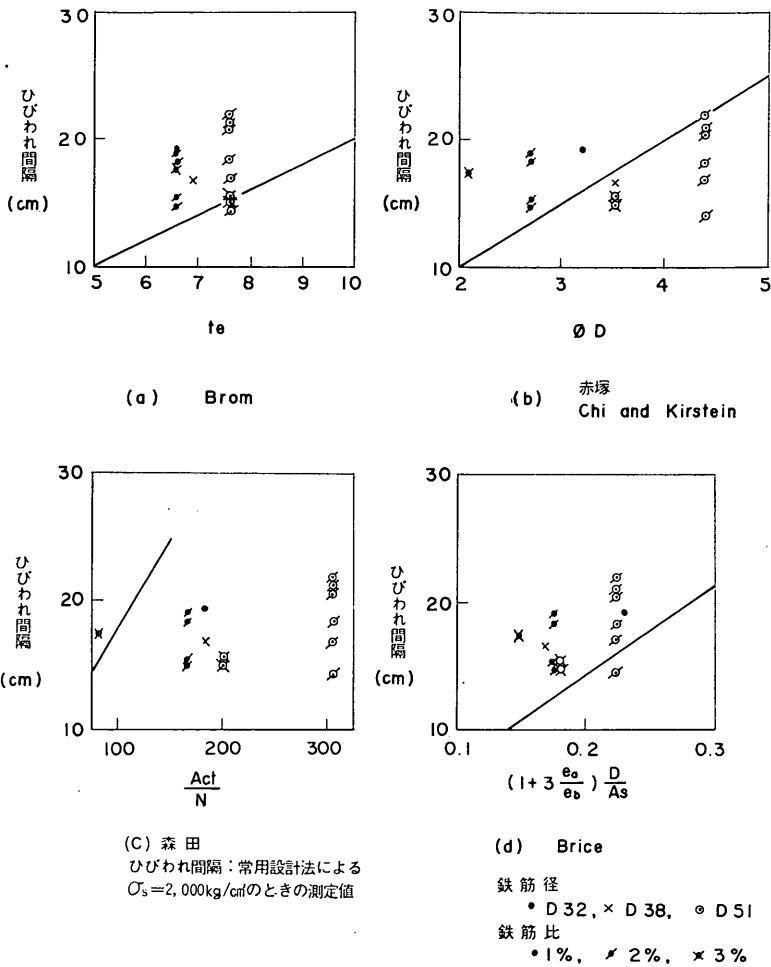 30
20
10
ひびわれ間隔
(cm)
5 6 7 8 9 10
te
(a) Brom
30
20
10
ひびわれ間隔
(cm)
2 3 4 5
Ø D
(b) 赤塚
Chi and Kirstein
30
20
10
ひびわれ間隔
(cm)
100 200 300
Act
N
(C) 森田
ひびわれ間隔：常用設計法による
σs＝2,000kg/c㎡のときの測定値
30
20
10
ひびわれ間隔
(cm)
0.1 0.2 0.3
(1+3 ea/eb) D/As
(d) Brice
鉄筋径
• D32, × D38, ⊙ D51
鉄筋比
• 1%, 2%, 3%